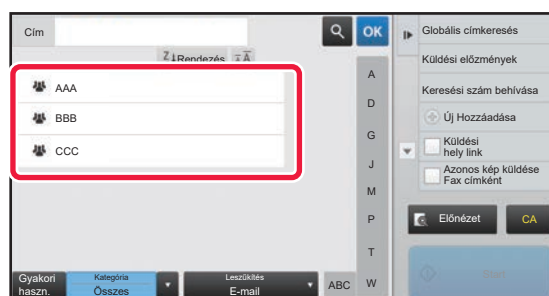 Cím
OK
Z↓Rendezés
AAA
BBB
CCC
A
D
G
J
M
P
T
W
Gyakori
haszn.
Kategória
Összes
Leszűkítés
E-mail
ABC
Globális címkeresés
Küldési előzmények
Keresési szám behívása
Új Hozzáadása
Küldési
hely link
Azonos kép küldése
Fax címként
Előnézet
CA
Start